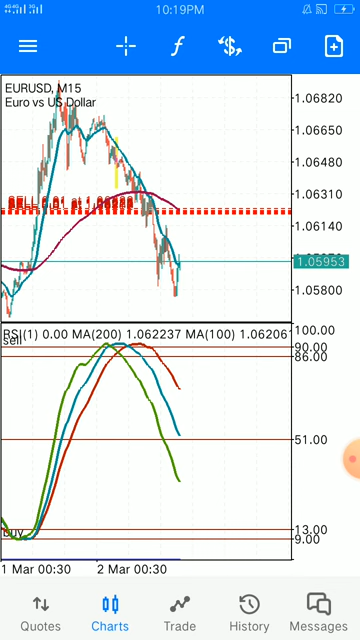 4G 4G
10:19PM
EURUSD, M15
Euro vs US Dollar
1.06820
1.06650
1.06480
1.06310
1.06140
1.05953
1.05800
RSI(1) 0.00 MA(200) 1.062237 MA(100) 1.06206
sell
100.00
90.00
86.00
51.00
13.00
9.00
buy
1 Mar 00:30
2 Mar 00:30
Quotes
Charts
Trade
History
Messages